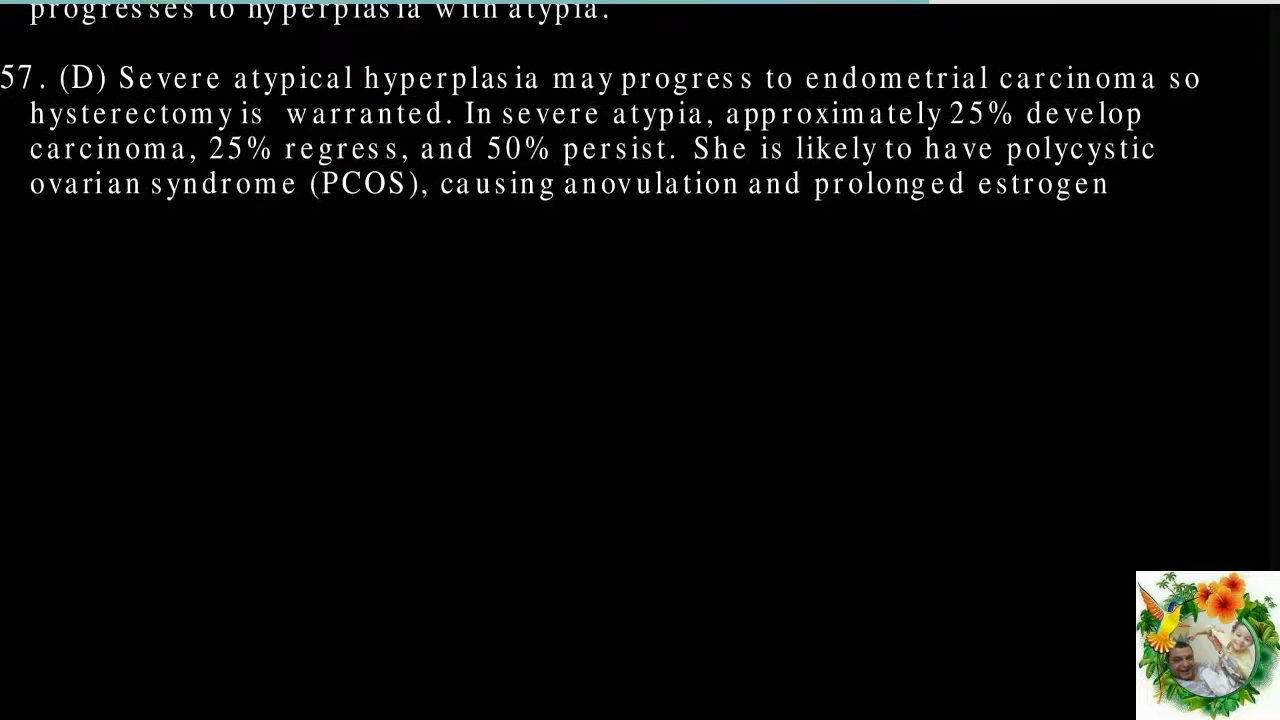 progresses to hyperplasia with atypia.
57. (D) Severe atypical hyperplasia may progress to endometrial carcinoma so
hysterectomy is warranted. In severe atypia, approximately 25% develop
carcinoma, 25% regress, and 50% persist. She is likely to have polycystic
ovarian syndrome (PCOS), causing anovulation and prolonged estrogen